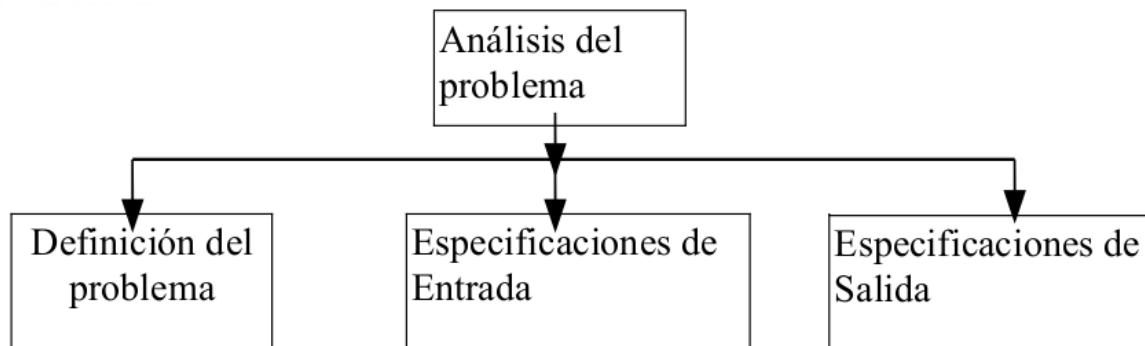 Análisis del
problema
Definición del
problema
Especificaciones de
Entrada
Especificaciones de
Salida